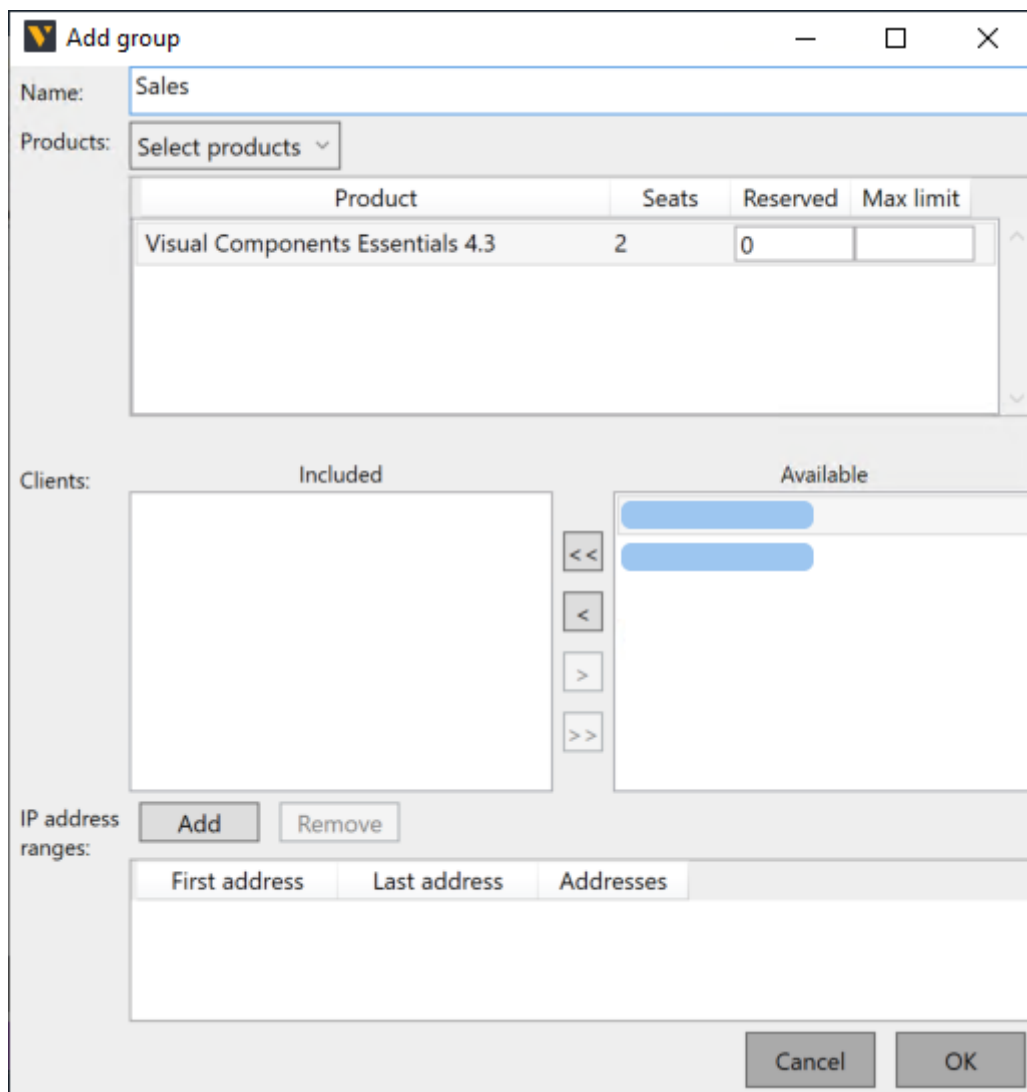 Add group
Name: Sales
Products: Select products
Product Seats Reserved Max limit
Visual Components Essentials 4.3 2 0
Clients: Included Available
<<
<
>
>>
IP address ranges: Add Remove
First address Last address Addresses
Cancel OK